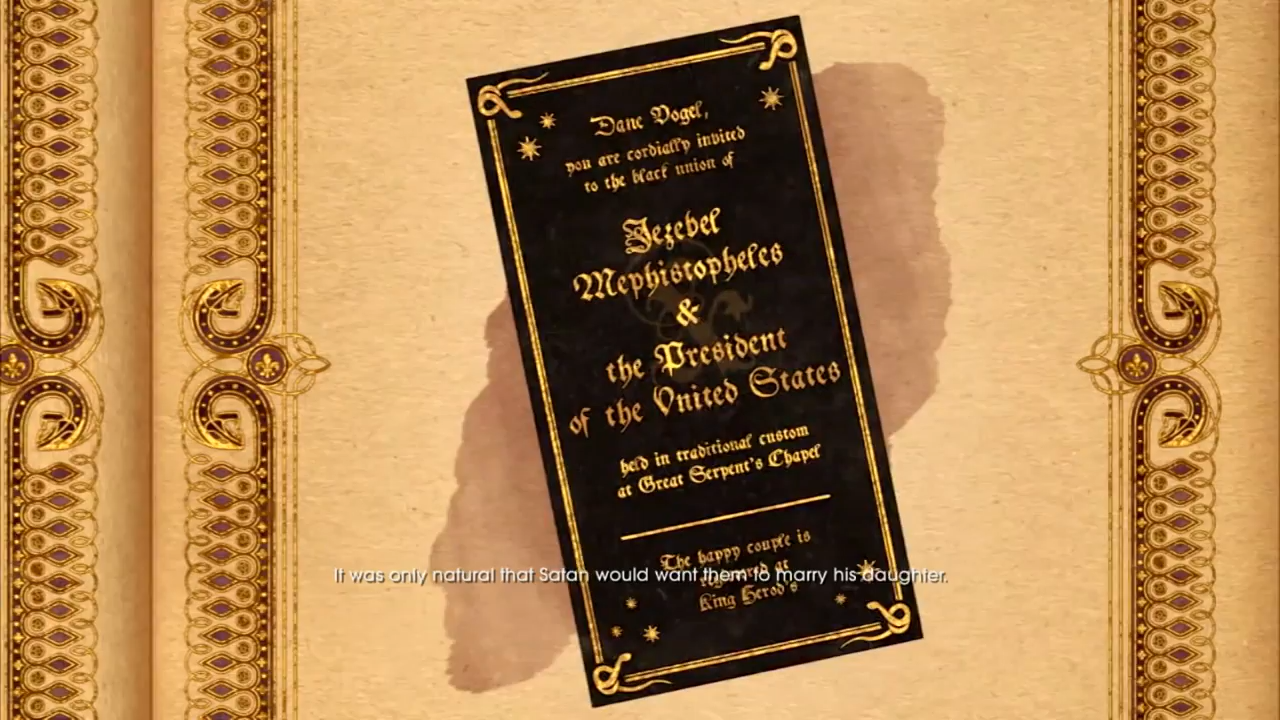 Dane Vogel,
you are cordially invited
to the black union of
Jezebel
Mephistopheles
&
the President
of the United States
held in traditional custom
at Great Serpent's Chapel
The happy couple is
registered at
King Herod's
It was only natural that Satan would want them to marry his daughter.